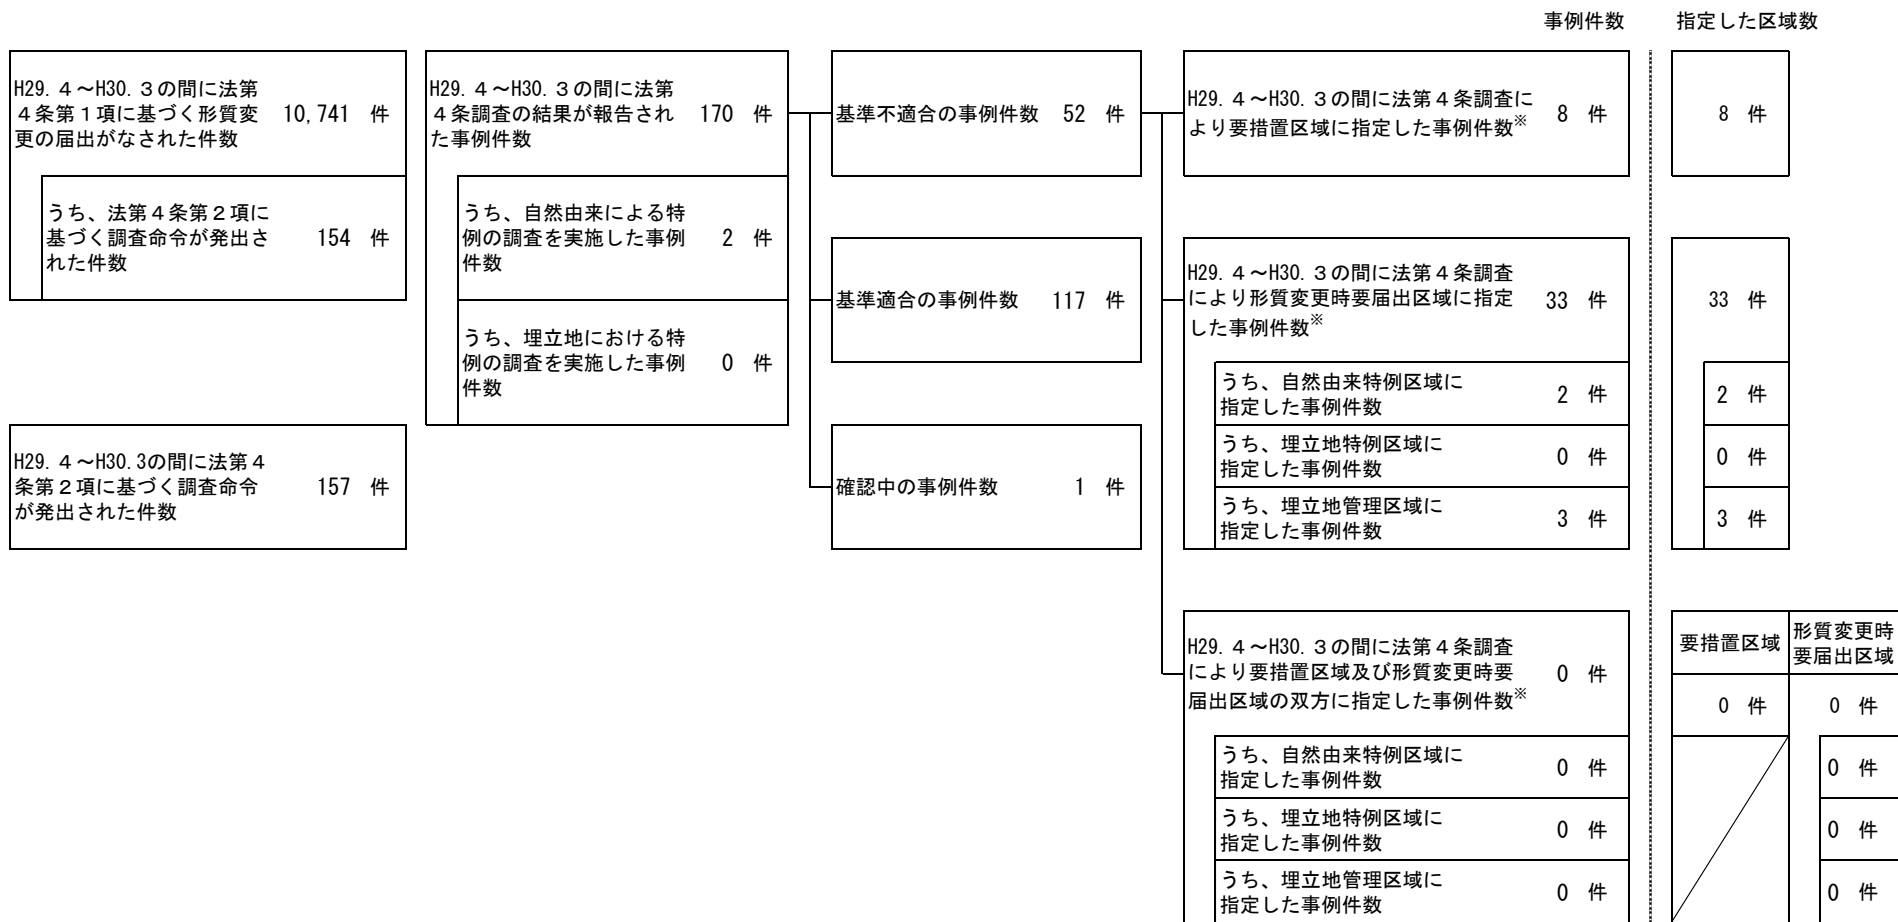 事例件数
指定した区域数
H29.４～H30.３の間に法第
４条第１項に基づく形質変
更の届出がなされた件数
10,741 件
うち、法第４条第２項に
基づく調査命令が発出さ
れた件数
154 件
H29.４～H30.3の間に法第４
条第２項に基づく調査命令
が発出された件数
157 件
H29.４～H30.３の間に法第
４条調査の結果が報告され
た事例件数
170 件
うち、自然由来による特
例の調査を実施した事例
件数
2 件
うち、埋立地における特
例の調査を実施した事例
件数
0 件
基準不適合の事例件数 52 件
基準適合の事例件数 117 件
確認中の事例件数 1 件
H29.４～H30.３の間に法第４条調査に
より要措置区域に指定した事例件数※
8 件
8 件
H29.４～H30.３の間に法第４条調査
により形質変更時要届出区域に指定
した事例件数※
33 件
33 件
うち、自然由来特例区域に
指定した事例件数
2 件
2 件
うち、埋立地特例区域に
指定した事例件数
0 件
0 件
うち、埋立地管理区域に
指定した事例件数
3 件
3 件
H29.４～H30.３の間に法第４条調査
により要措置区域及び形質変更時要
届出区域の双方に指定した事例件数※
0 件
要措置区域
形質変更時
要届出区域
0 件
0 件
うち、自然由来特例区域に
指定した事例件数
0 件
0 件
うち、埋立地特例区域に
指定した事例件数
0 件
0 件
うち、埋立地管理区域に
指定した事例件数
0 件
0 件